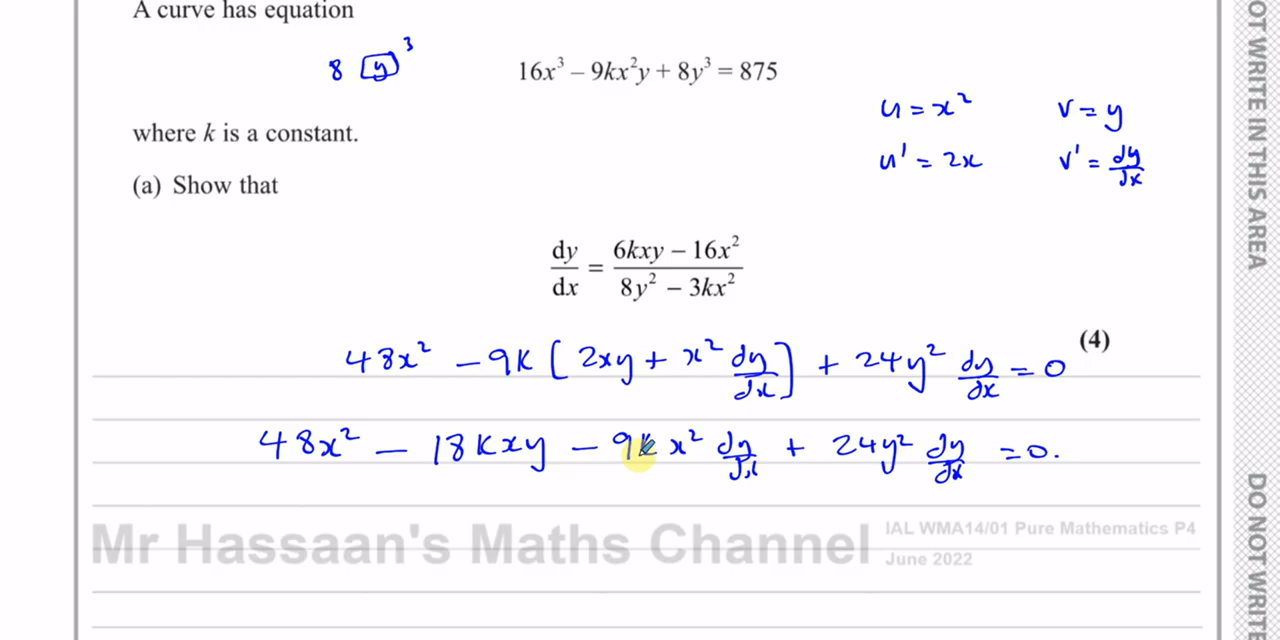 A curve has equation
8 [y]³
16x³ – 9kx²y + 8y³ = 875
u = x² v = y
where k is a constant.
u' = 2x v' = dy/dx
(a) Show that
dy/dx = (6kxy – 16x²)/(8y² – 3kx²)
(4)
48x² – 9k [2xy + x² dy/dx] + 24y² dy/dx = 0
48x² – 18kxy – 9k x² dy/dx + 24y² dy/dx = 0.
Mr Hassaan's Maths Channel
IAL WMA14/01 Pure Mathematics P4
June 2022
OT WRITE IN THIS AREA
DO NOT WRITE